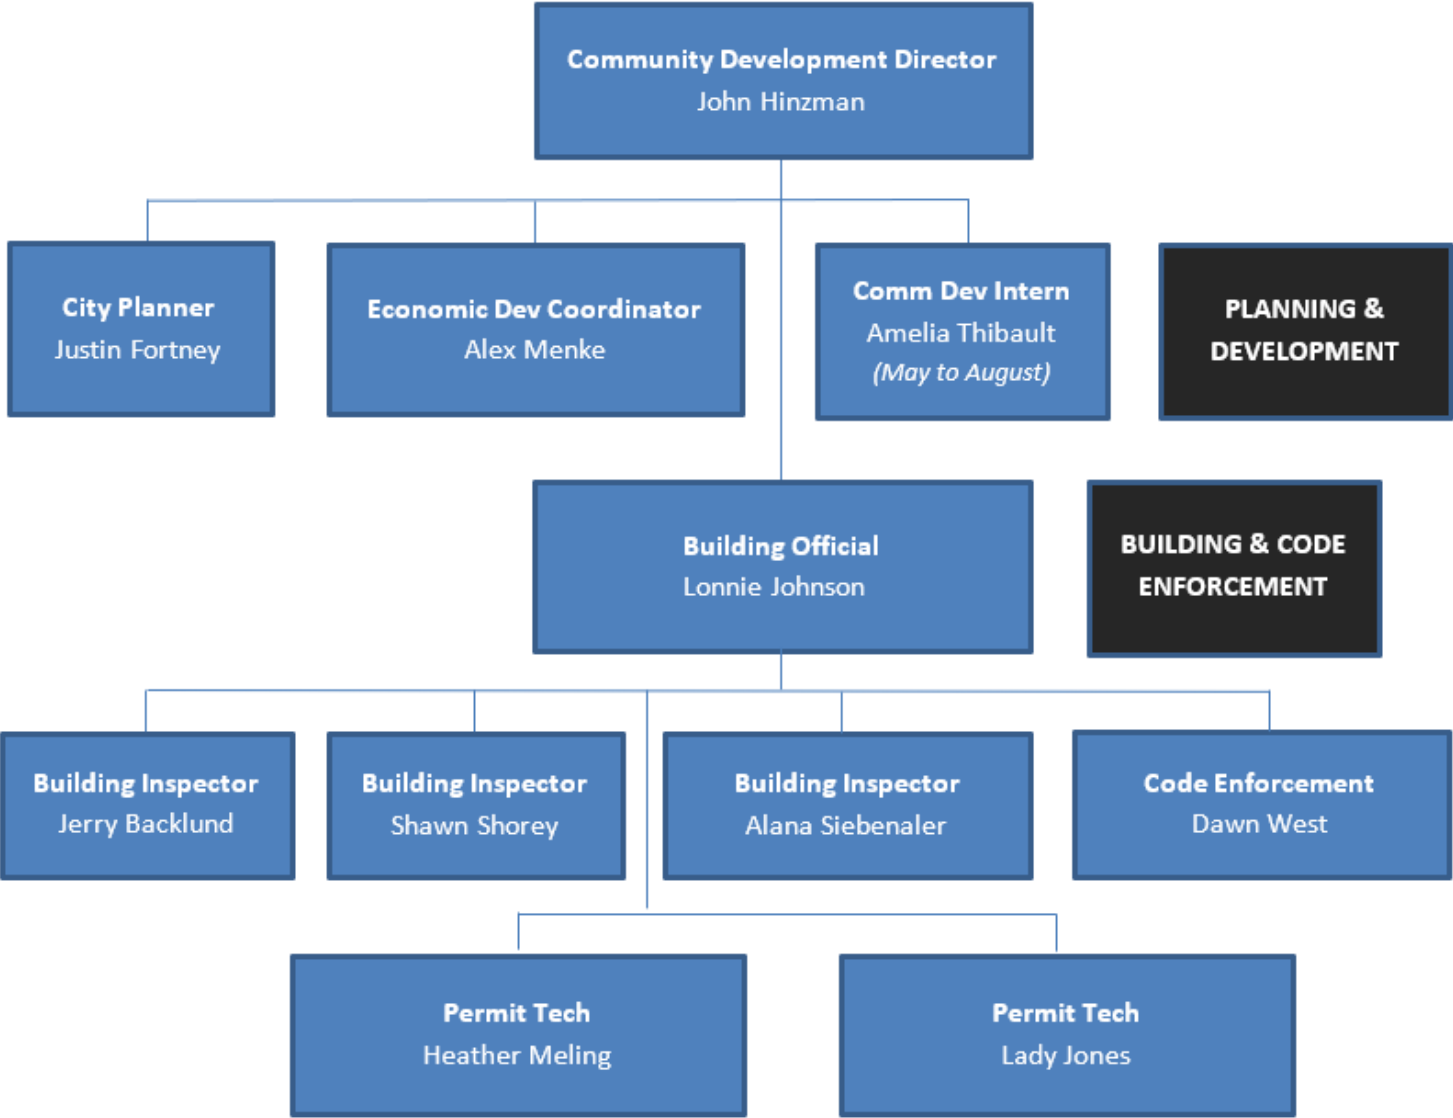 Community Development Director
John Hinzman
City Planner
Justin Fortney
Economic Dev Coordinator
Alex Menke
Comm Dev Intern
Amelia Thibault
(May to August)
PLANNING &
DEVELOPMENT
Building Official
Lonnie Johnson
BUILDING & CODE
ENFORCEMENT
Building Inspector
Jerry Backlund
Building Inspector
Shawn Shorey
Building Inspector
Alana Siebenaler
Code Enforcement
Dawn West
Permit Tech
Heather Meling
Permit Tech
Lady Jones